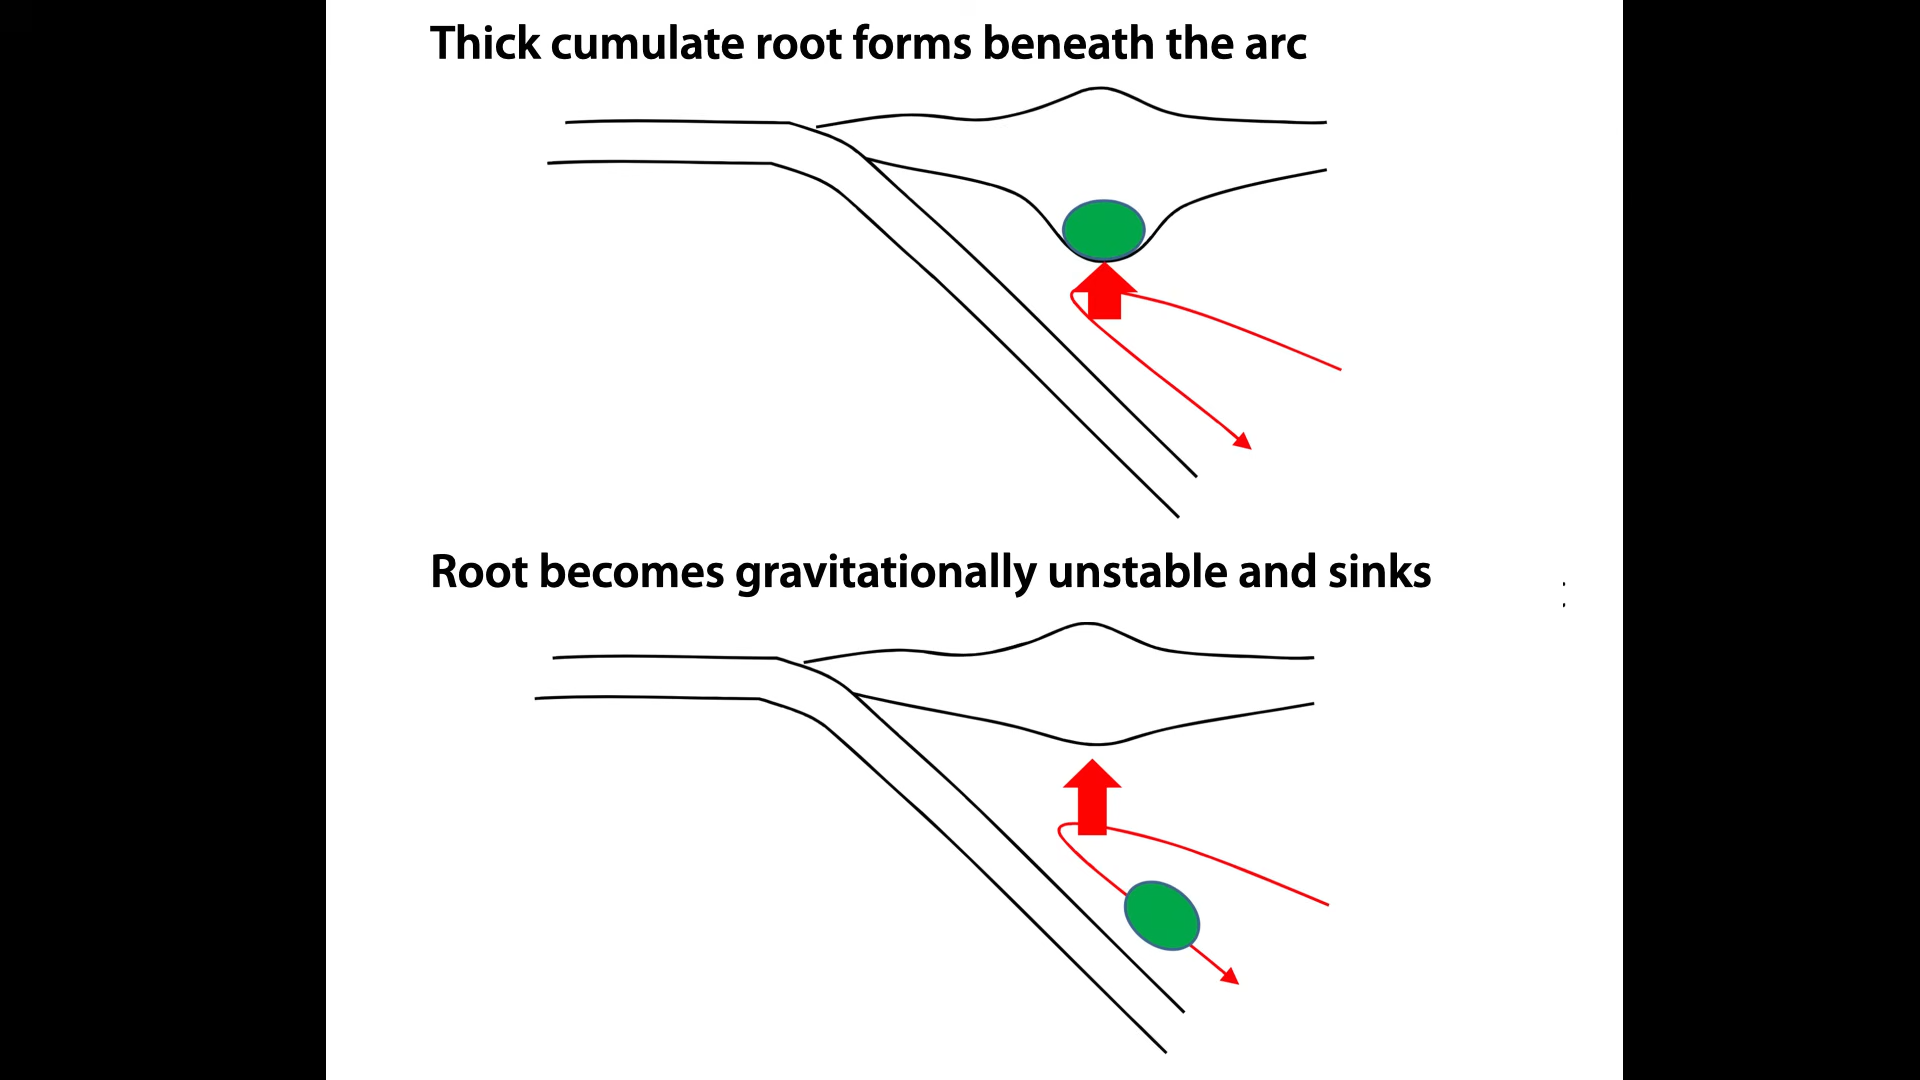 Thick cumulate root forms beneath the arc
Root becomes gravitationally unstable and sinks